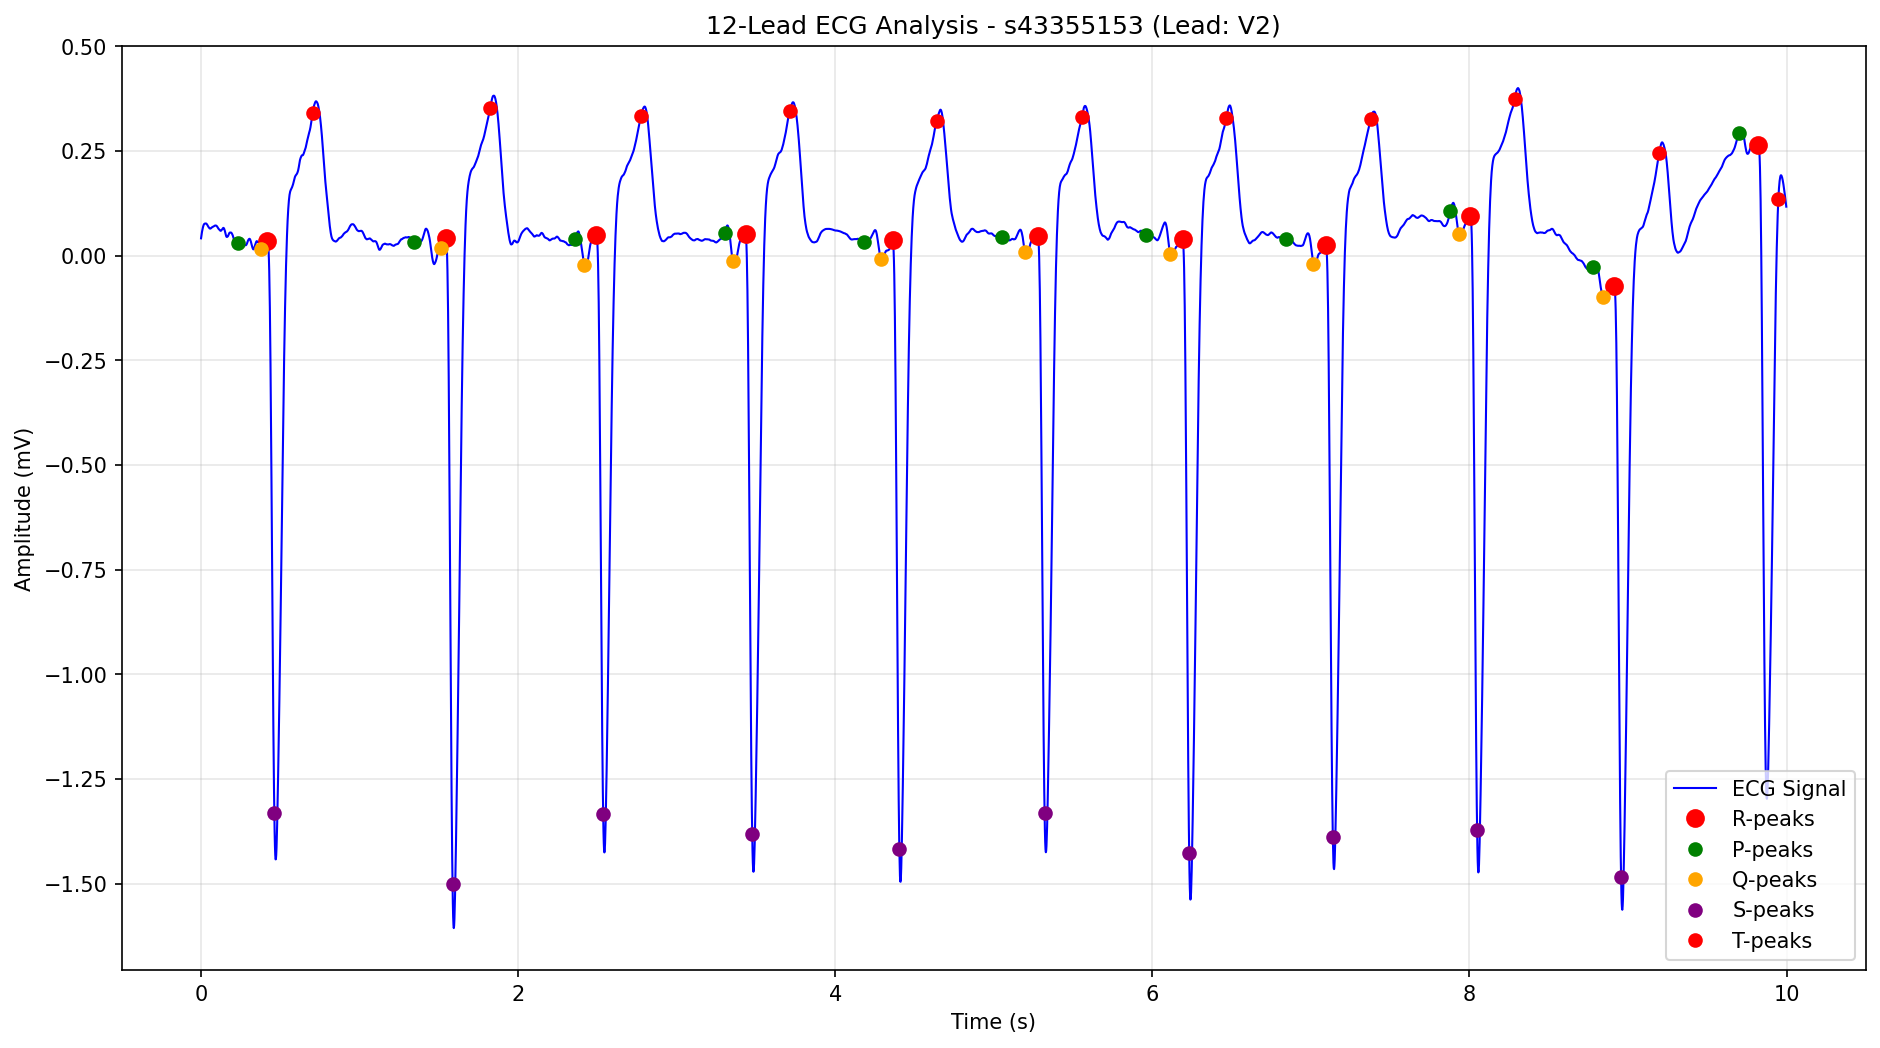 12-Lead ECG Analysis - s43355153 (Lead: V2)
0.50
0.25
0.00
−0.25
−0.50
−0.75
−1.00
−1.25
−1.50
Amplitude (mV)
0
2
4
6
8
10
Time (s)
ECG Signal
R-peaks
P-peaks
Q-peaks
S-peaks
T-peaks